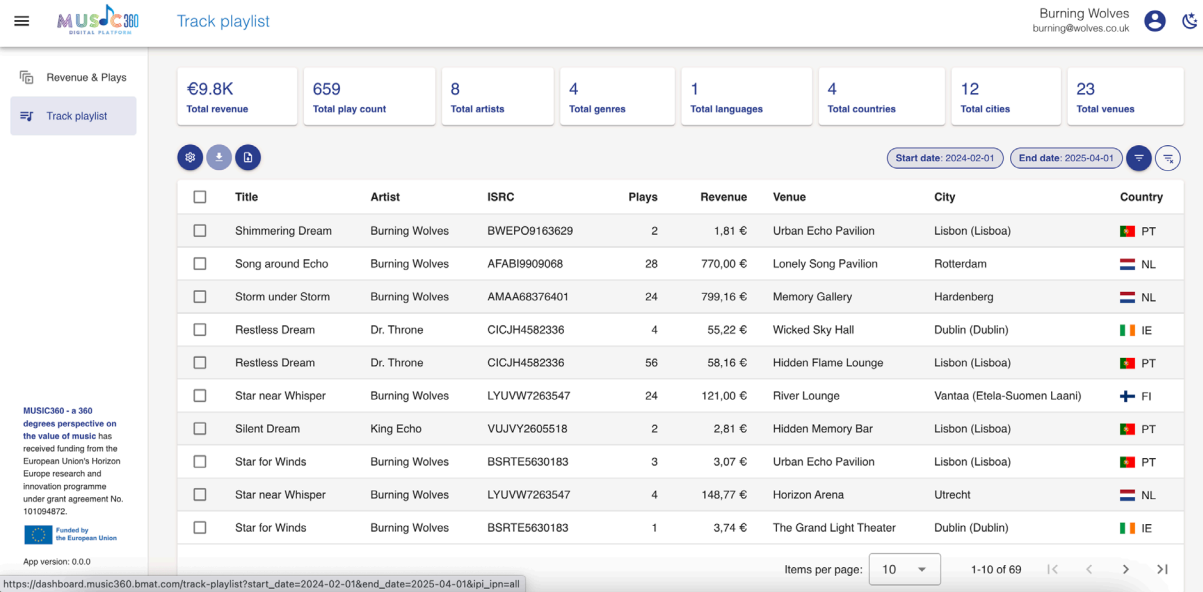 MUSIC360
DIGITAL PLATFORM
Track playlist
Burning Wolves
burning@wolves.co.uk
Revenue & Plays
Track playlist
€9.8K
Total revenue
659
Total play count
8
Total artists
4
Total genres
1
Total languages
4
Total countries
12
Total cities
23
Total venues
Start date: 2024-02-01
End date: 2025-04-01
Title Artist ISRC Plays Revenue Venue City Country
Shimmering Dream Burning Wolves BWEPO9163629 2 1,81 € Urban Echo Pavilion Lisbon (Lisboa) PT
Song around Echo Burning Wolves AFABI9909068 28 770,00 € Lonely Song Pavilion Rotterdam NL
Storm under Storm Burning Wolves AMAA68376401 24 799,16 € Memory Gallery Hardenberg NL
Restless Dream Dr. Throne CICJH4582336 4 55,22 € Wicked Sky Hall Dublin (Dublin) IE
Restless Dream Dr. Throne CICJH4582336 56 58,16 € Hidden Flame Lounge Lisbon (Lisboa) PT
Star near Whisper Burning Wolves LYUVW7263547 24 121,00 € River Lounge Vantaa (Etela-Suomen Laani) FI
Silent Dream King Echo VUJVY2605518 2 2,81 € Hidden Memory Bar Lisbon (Lisboa) PT
Star for Winds Burning Wolves BSRTE5630183 3 3,07 € Urban Echo Pavilion Lisbon (Lisboa) PT
Star near Whisper Burning Wolves LYUVW7263547 4 148,77 € Horizon Arena Utrecht NL
Star for Winds Burning Wolves BSRTE5630183 1 3,74 € The Grand Light Theater Dublin (Dublin) IE
Items per page: 10 1-10 of 69
MUSIC360 - a 360
degrees perspective on
the value of music has
received funding from the
European Union's Horizon
Europe research and
innovation programme
under grant agreement No.
101094872.
Funded by
the European Union
App version: 0.0.0
https://dashboard.music360.bmat.com/track-playlist?start_date=2024-02-01&end_date=2025-04-01&ipi_ipn=all